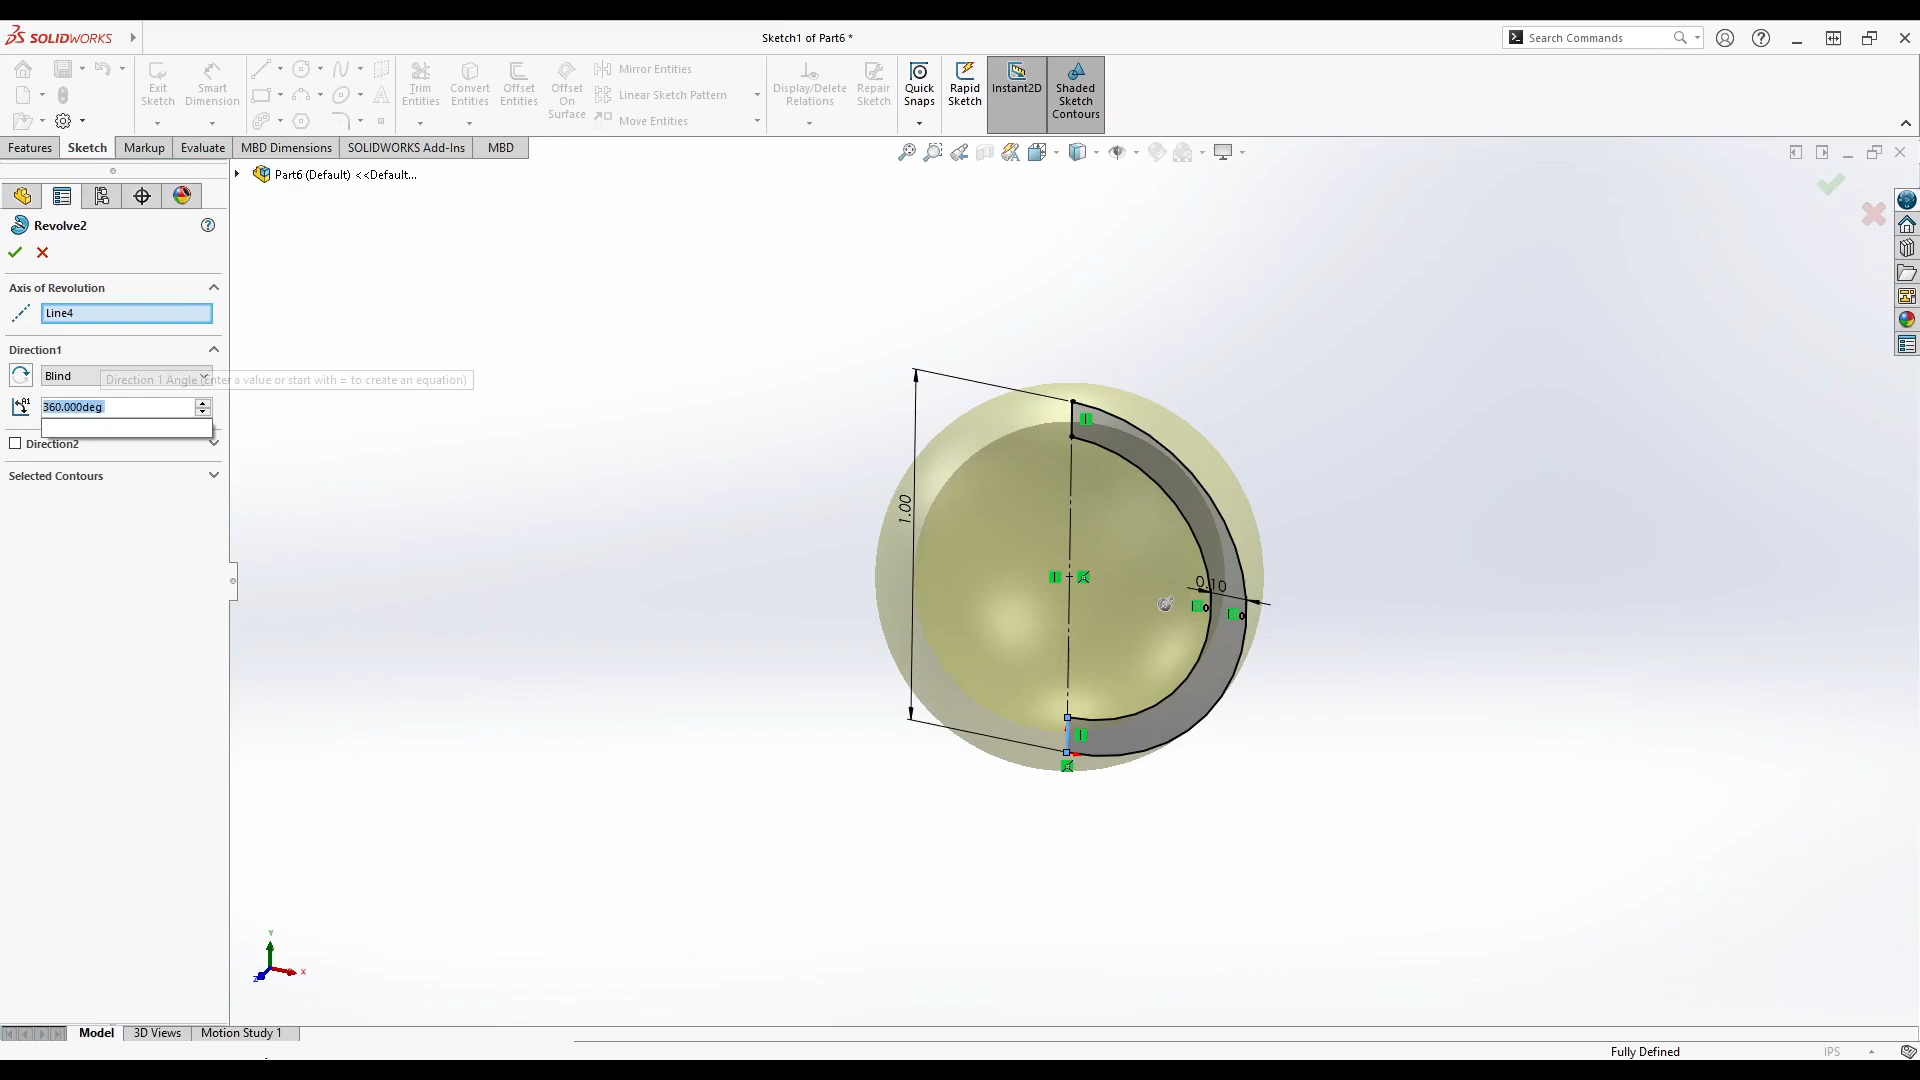 SOLIDWORKS
Sketch1 of Part6 *
Search Commands
Exit Sketch
Smart Dimension
Trim Entities
Convert Entities
Offset Entities
Offset On Surface
Mirror Entities
Linear Sketch Pattern
Move Entities
Display/Delete Relations
Repair Sketch
Quick Snaps
Rapid Sketch
Instant2D
Shaded Sketch Contours
Features
Sketch
Markup
Evaluate
MBD Dimensions
SOLIDWORKS Add-Ins
MBD
Part6 (Default) <<Default...
Revolve2
Axis of Revolution
Line4
Direction1
Blind
Direction 1 Angle (Enter a value or start with = to create an equation)
360.000deg
Direction2
Selected Contours
1.00
0.10
Y
X
Z
Model
3D Views
Motion Study 1
Fully Defined
IPS